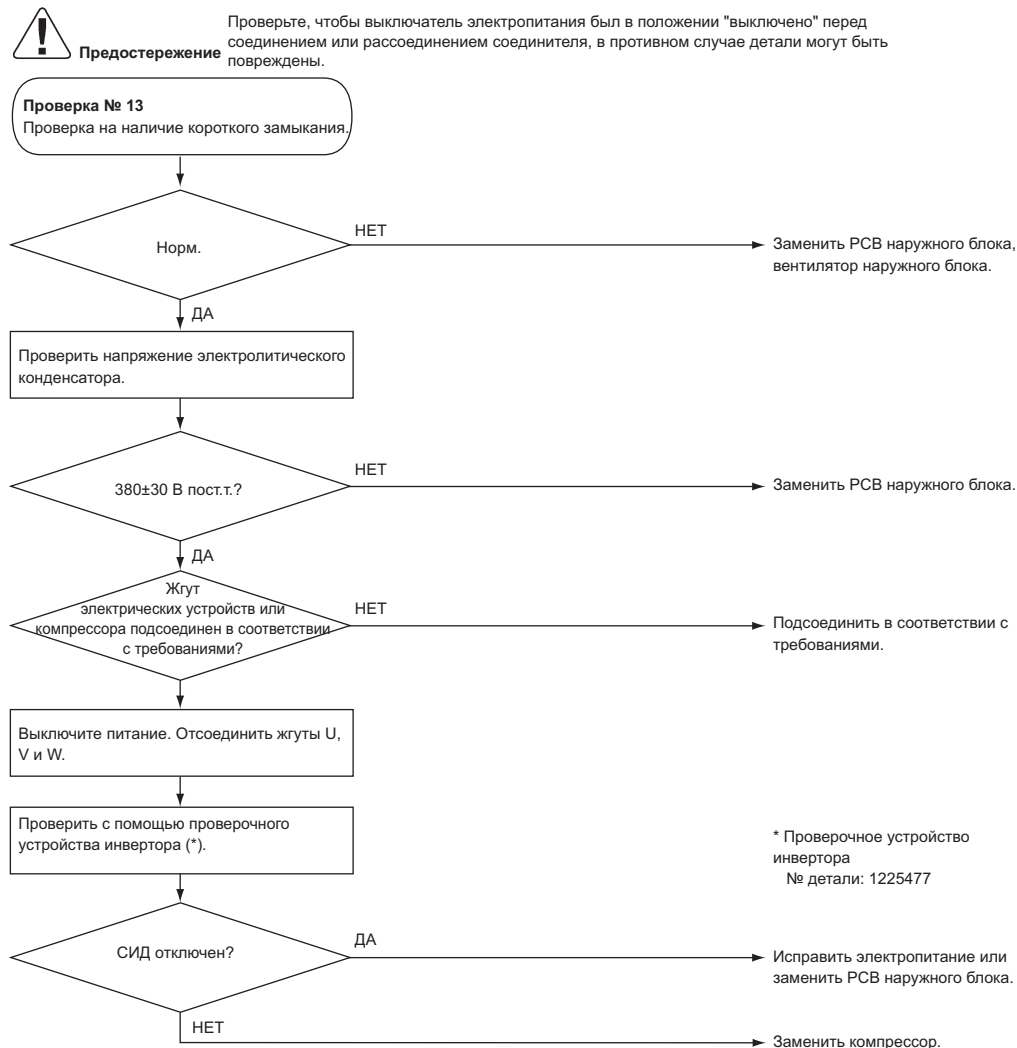 Предостережение
Проверьте, чтобы выключатель электропитания был в положении "выключено" перед
соединением или рассоединением соединителя, в противном случае детали могут быть
повреждены.
Проверка № 13
Проверка на наличие короткого замыкания.
Норм.
НЕТ
Заменить PCB наружного блока,
вентилятор наружного блока.
ДА
Проверить напряжение электролитического
конденсатора.
380±30 В пост.т.?
НЕТ
Заменить PCB наружного блока.
ДА
Жгут
электрических устройств или
компрессора подсоединен в соответствии
с требованиями?
НЕТ
Подсоединить в соответствии с
требованиями.
Выключите питание. Отсоединить жгуты U,
V и W.
Проверить с помощью проверочного
устройства инвертора (*).
* Проверочное устройство
инвертора
№ детали: 1225477
СИД отключен?
ДА
Исправить электропитание или
заменить PCB наружного блока.
НЕТ
Заменить компрессор.